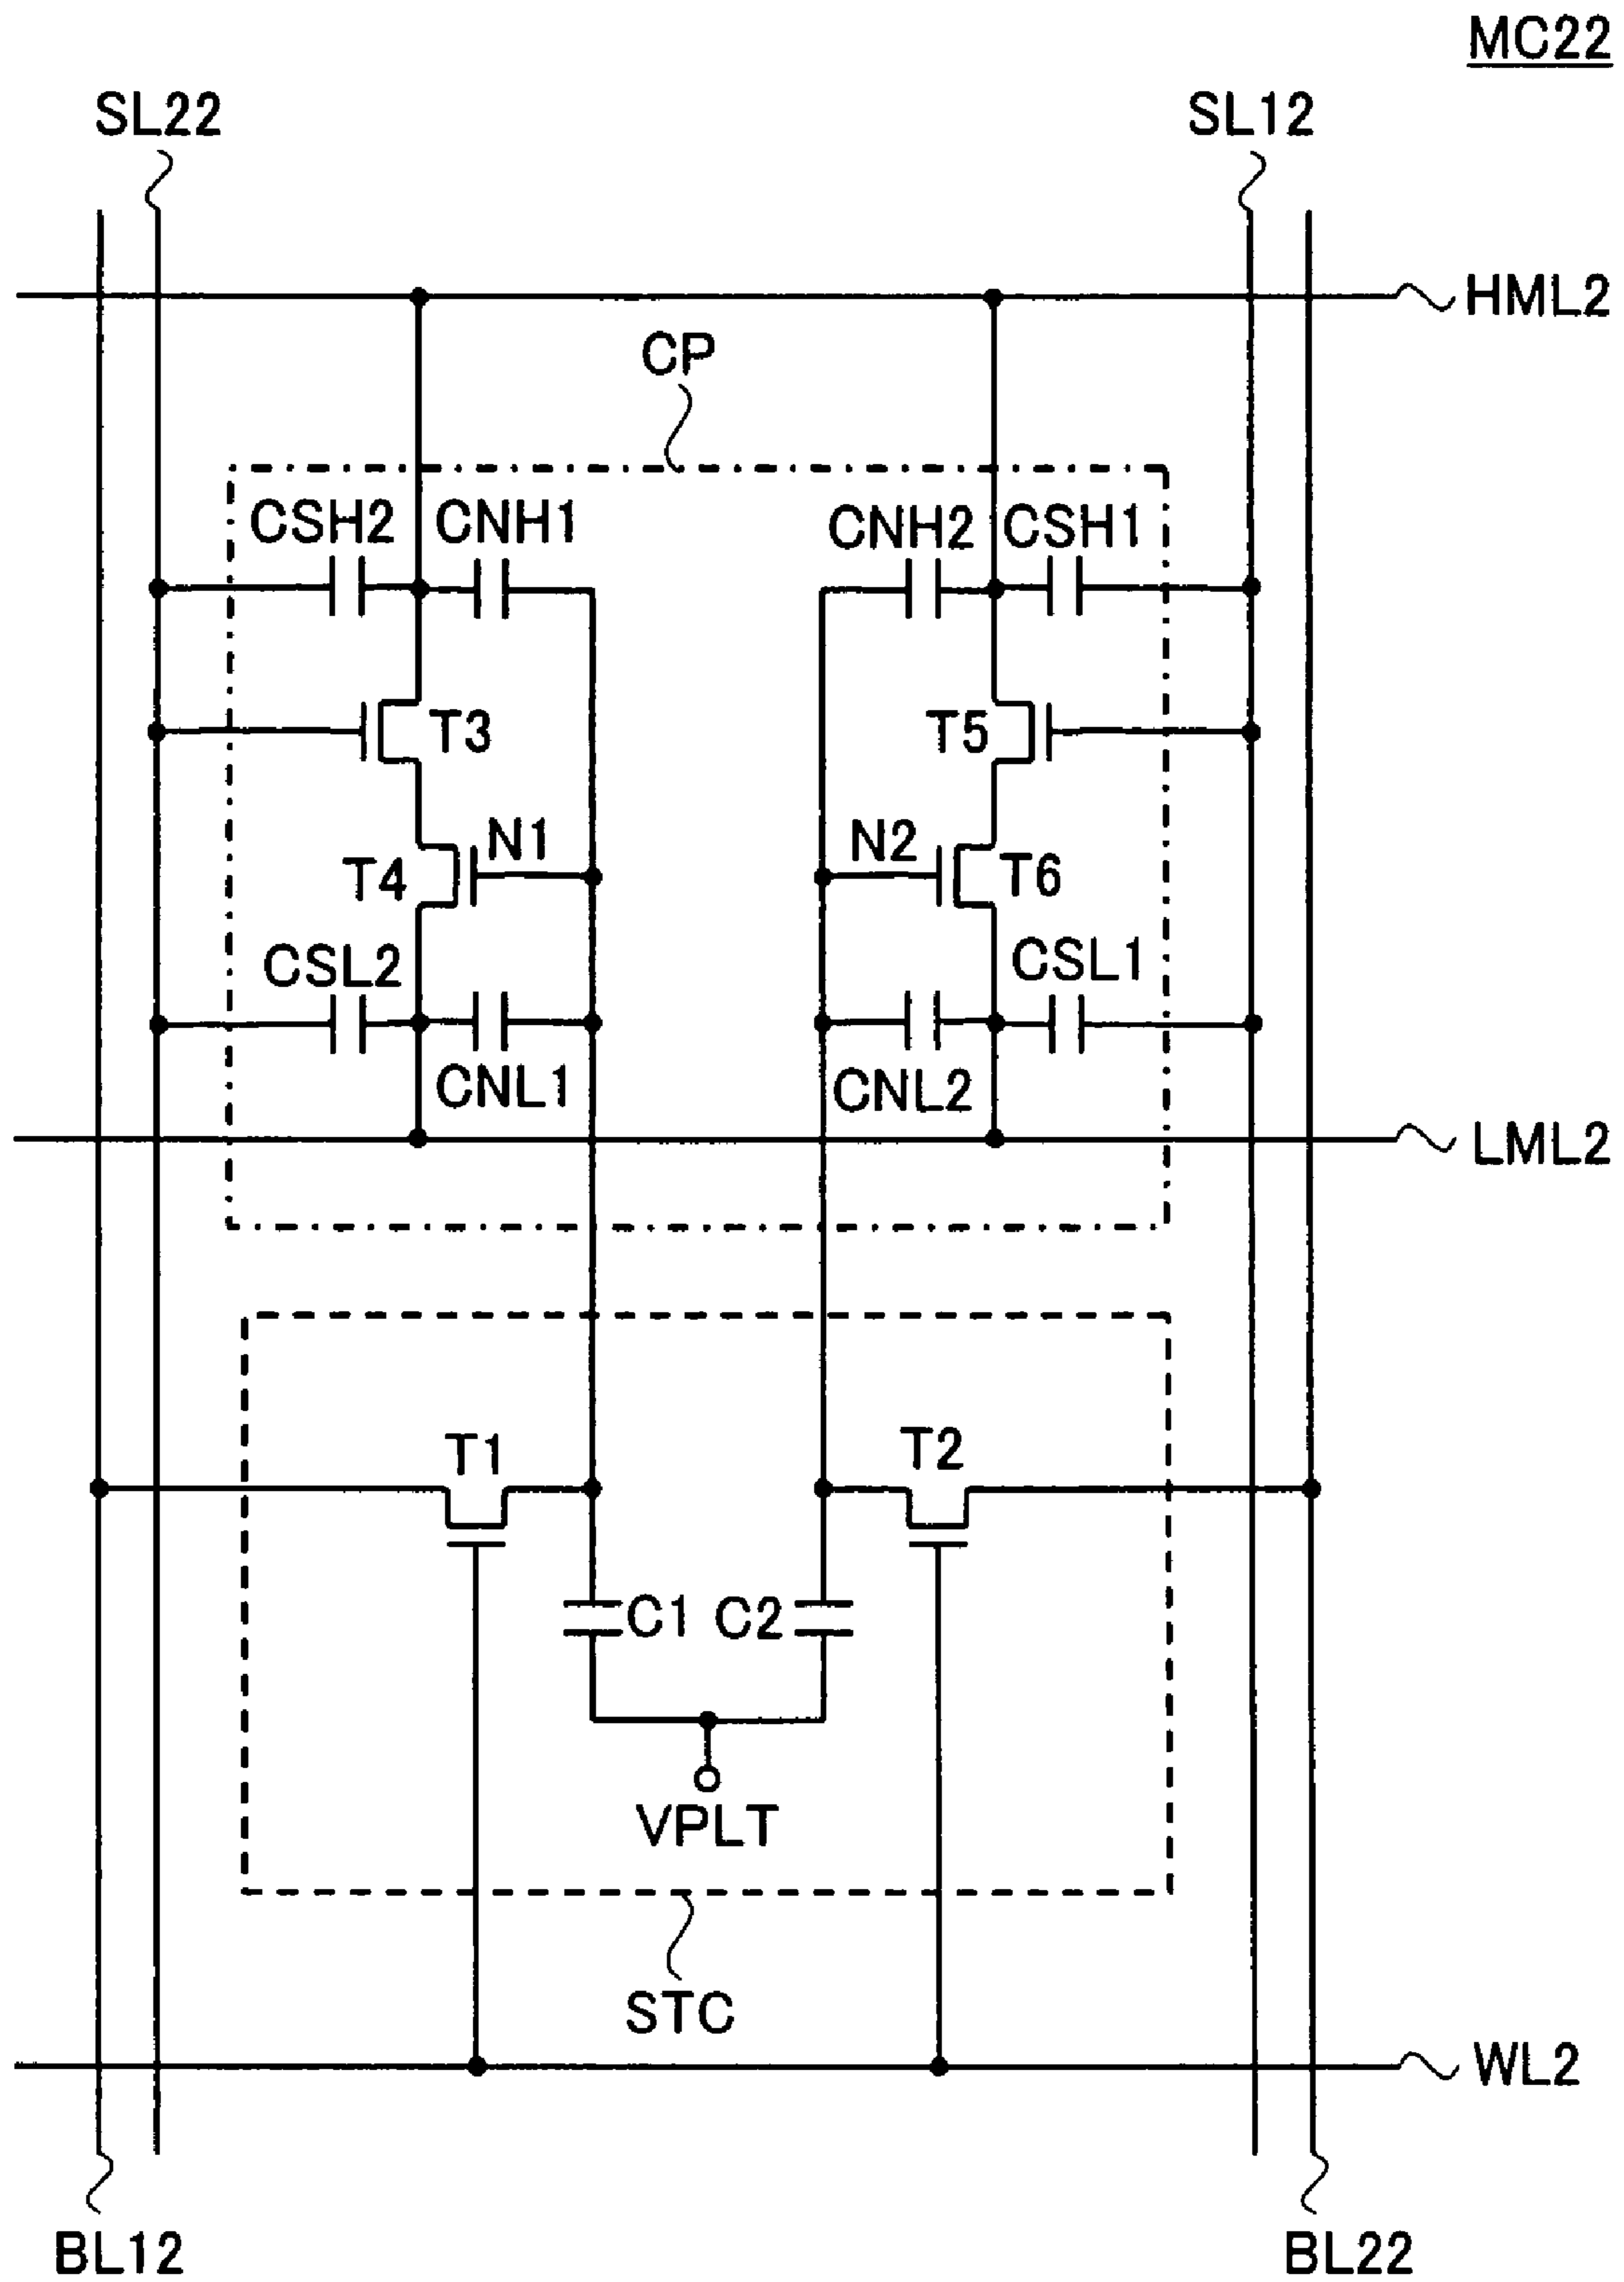 MC22
SL22
SL12
HML2
CP
CSH2
CNH1
CNH2
CSH1
T3
T5
N1
N2
T4
T6
CSL2
CSL1
CNL1
CNL2
LML2
T1
T2
C1
C2
VPLT
STC
WL2
BL12
BL22